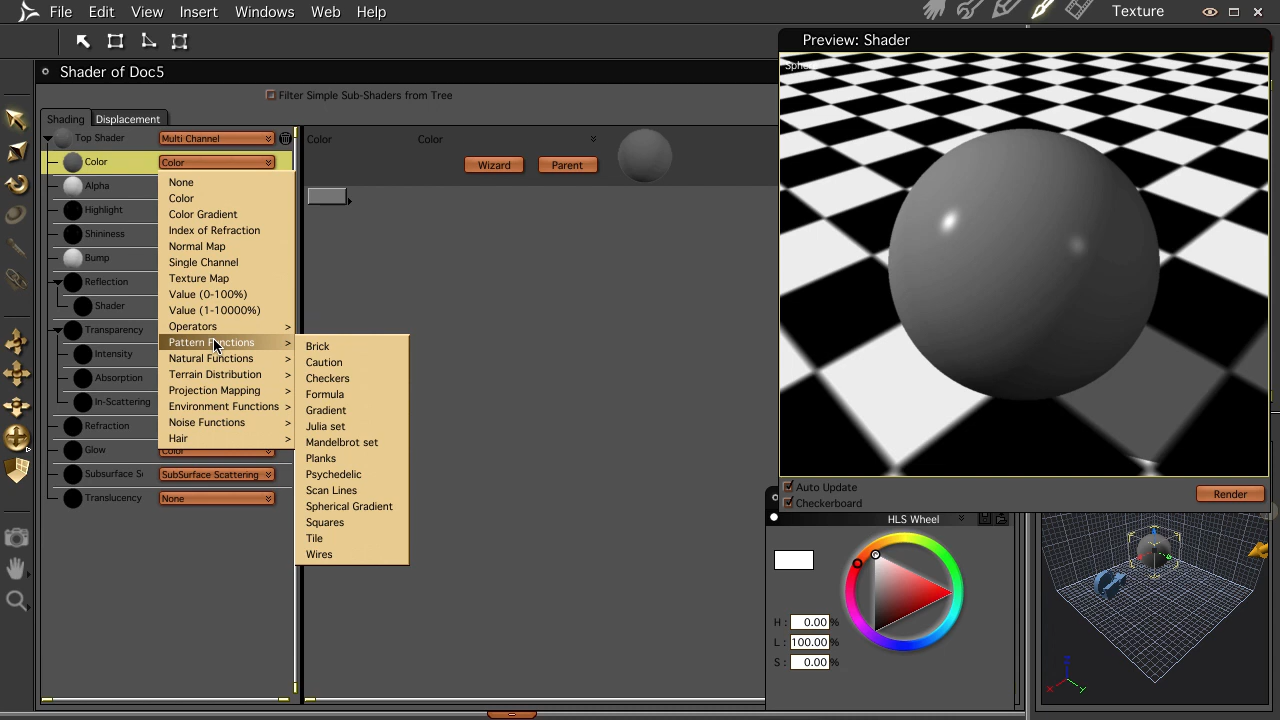 File Edit View Insert Windows Web Help
Texture
Shader of Doc5
Preview: Shader
Filter Simple Sub-Shaders from Tree
Shading Displacement
Top Shader Multi Channel
Color Color
Color Color
Wizard Parent
Alpha
Highlight
Shininess
Bump
Reflection
Shader
Transparency
Intensity
Absorption
In-Scattering
Refraction
Glow Color
Subsurface SubSurface Scattering
Translucency None
None
Color
Color Gradient
Index of Refraction
Normal Map
Single Channel
Texture Map
Value (0-100%)
Value (1-10000%)
Operators >
Pattern Functions >
Natural Functions >
Terrain Distribution >
Projection Mapping >
Environment Functions >
Noise Functions >
Hair >
Brick
Caution
Checkers
Formula
Gradient
Julia set
Mandelbrot set
Planks
Psychedelic
Scan Lines
Spherical Gradient
Squares
Tile
Wires
Auto Update
Checkerboard
Render
HLS Wheel
H : 0.00 %
L : 100.00 %
S : 0.00 %